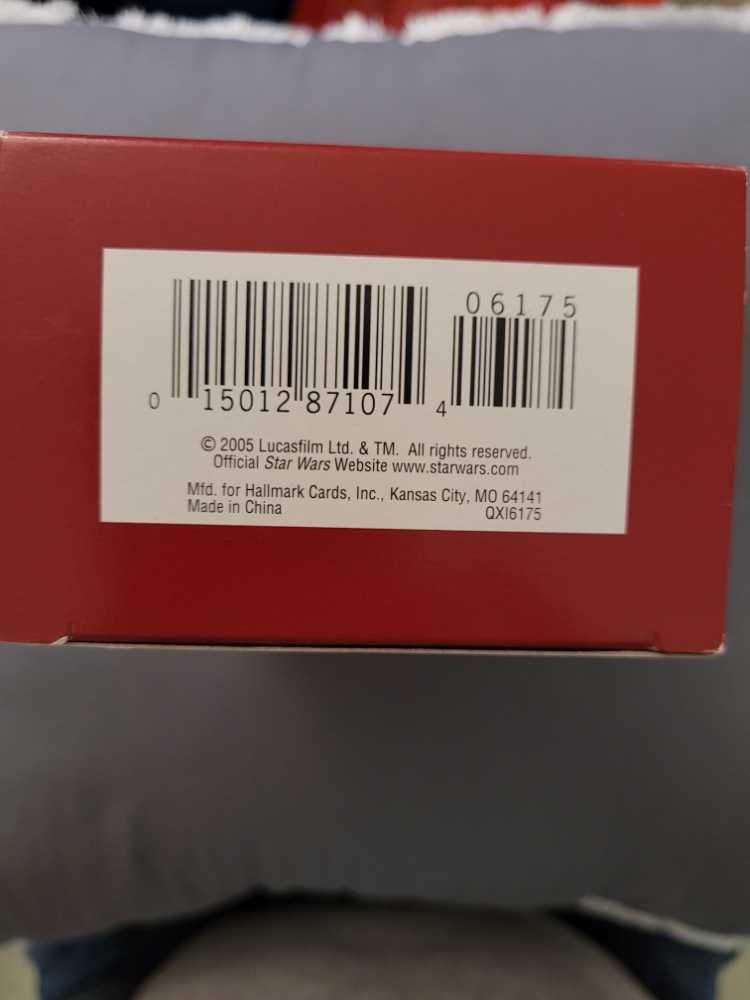 06175
0 15012 87107 4
© 2005 Lucasfilm Ltd. & TM. All rights reserved.
Official Star Wars Website www.starwars.com
Mfd. for Hallmark Cards, Inc., Kansas City, MO 64141
Made in China QXI6175